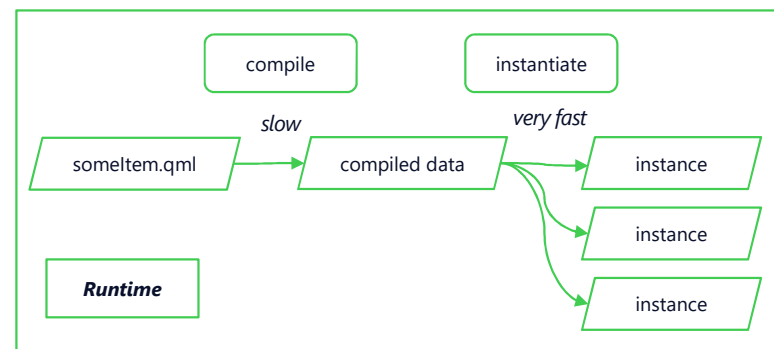 compile
instantiate
slow
very fast
someItem.qml
compiled data
instance
instance
Runtime
instance